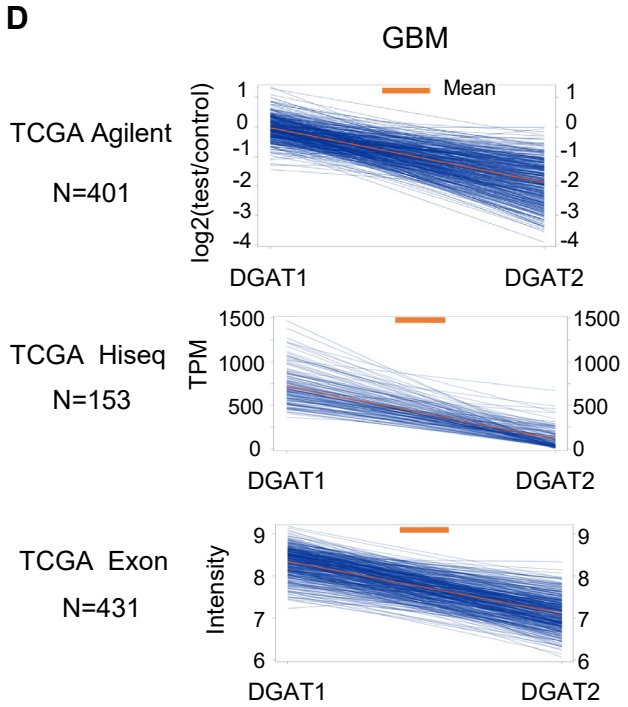 D
GBM
TCGA Agilent
N=401
log2(test/control)
1
0
-1
-2
-3
-4
Mean
1
0
-1
-2
-3
-4
DGAT1
DGAT2
TCGA Hiseq
N=153
TPM
1500
1000
500
0
1500
1000
500
0
DGAT1
DGAT2
TCGA Exon
N=431
Intensity
9
8
7
6
9
8
7
6
DGAT1
DGAT2